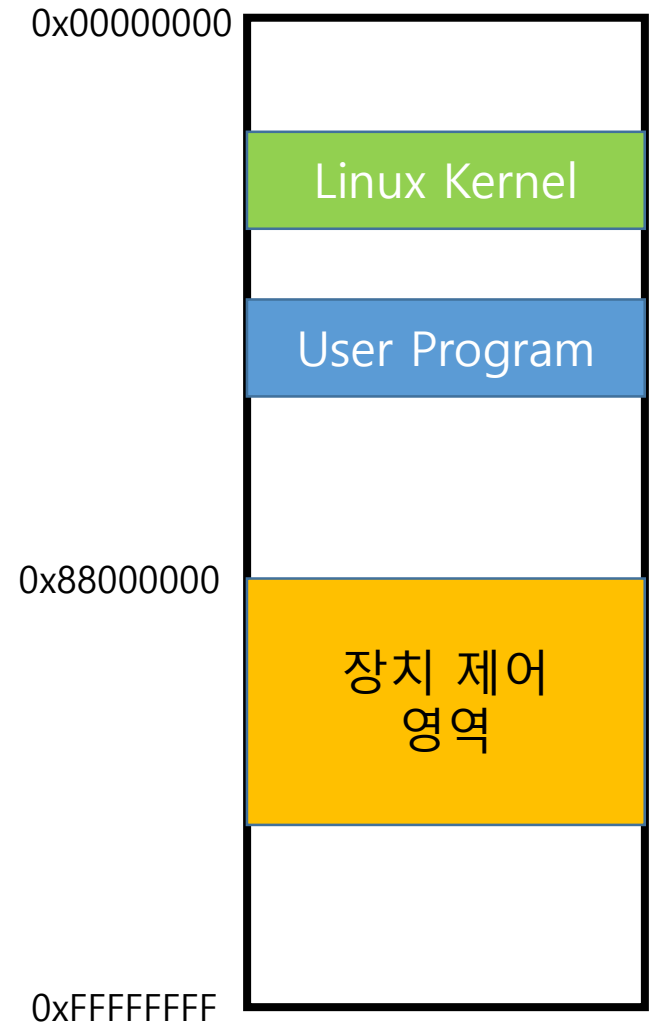 0x00000000
Linux Kernel
User Program
0x88000000
장치 제어
영역
0xFFFFFFFF